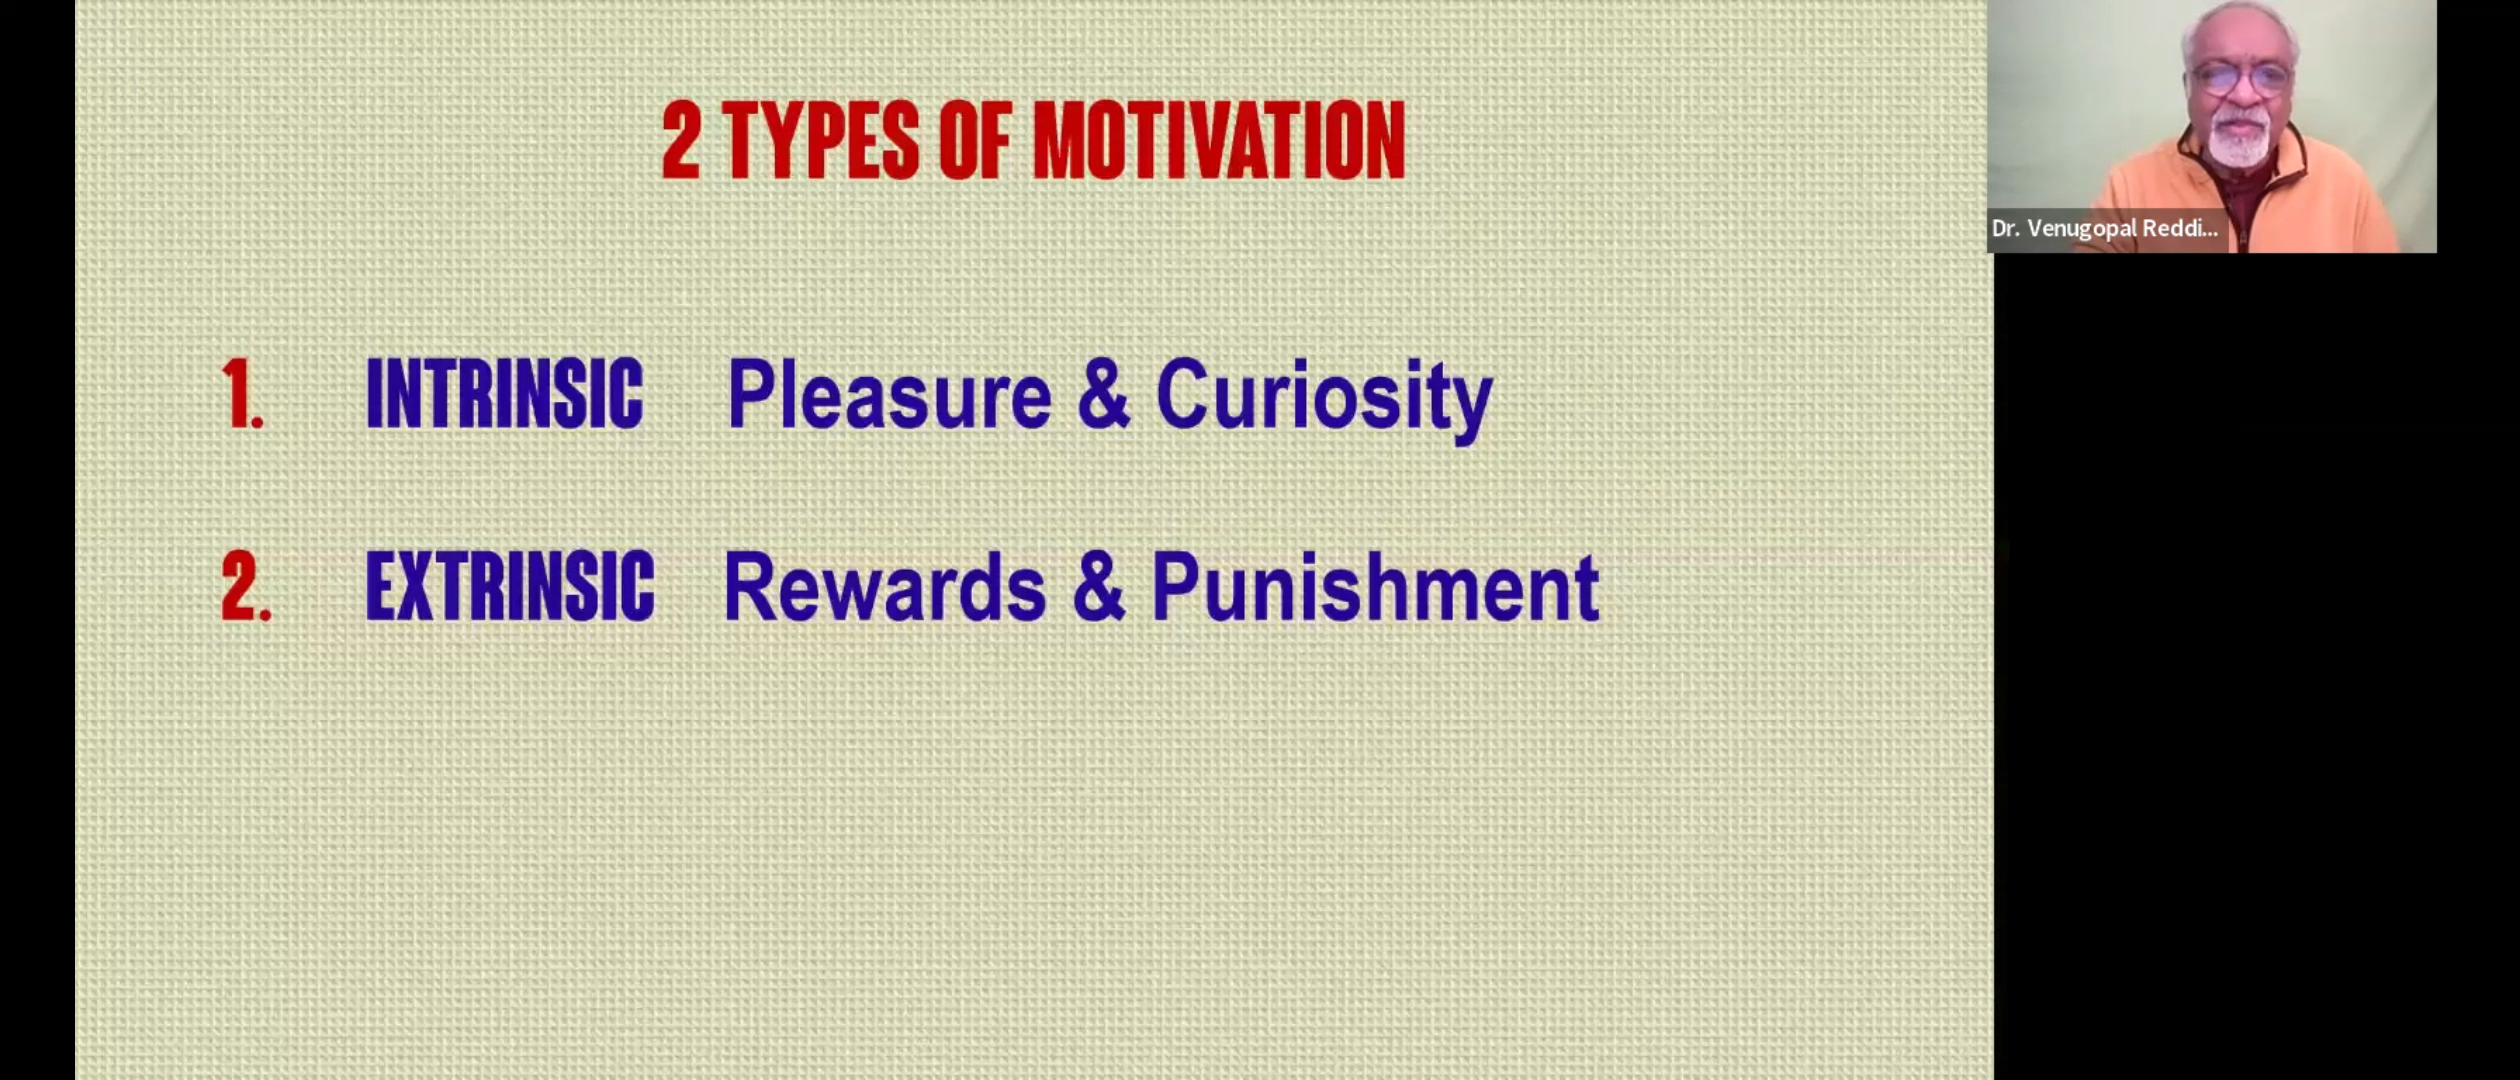 2 TYPES OF MOTIVATION
1. INTRINSIC Pleasure & Curiosity
2. EXTRINSIC Rewards & Punishment
Dr. Venugopal Reddi...